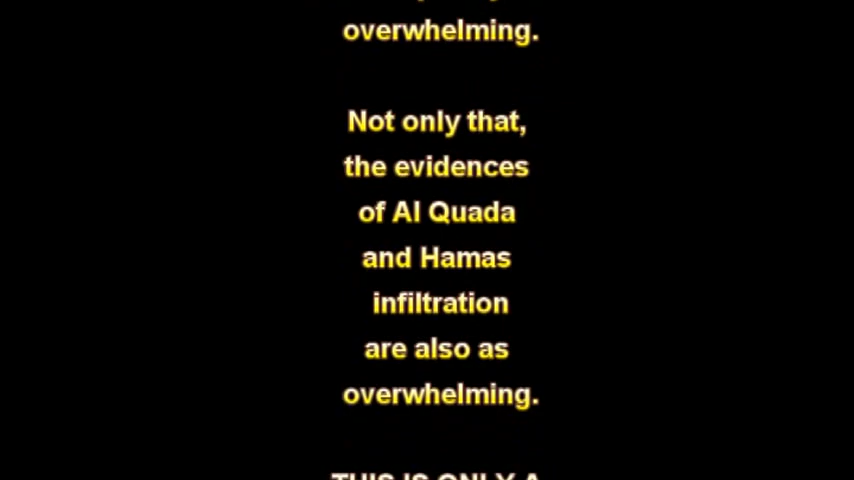 overwhelming.
Not only that,
the evidences
of Al Quada
and Hamas
infiltration
are also as
overwhelming.
THIS IS ONLY A